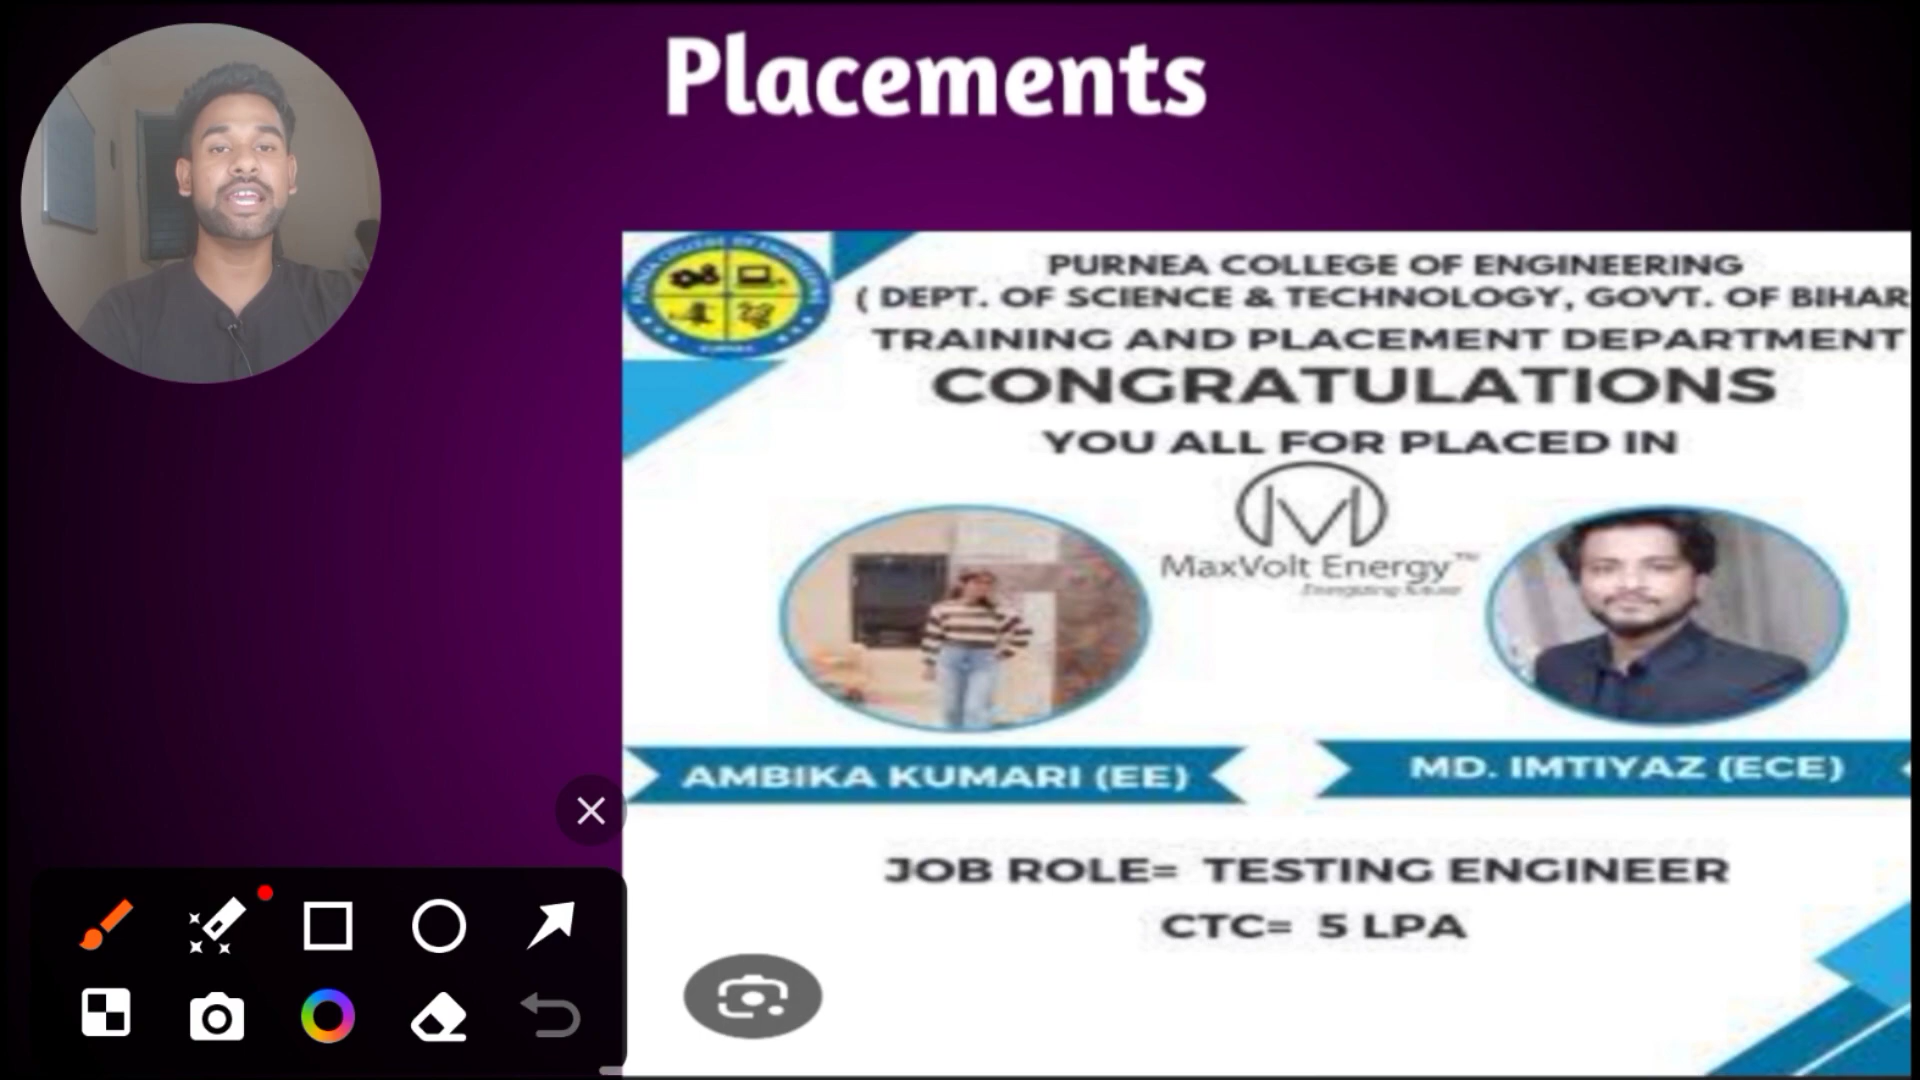 Placements
PURNEA COLLEGE OF ENGINEERING
( DEPT. OF SCIENCE & TECHNOLOGY, GOVT. OF BIHAR
TRAINING AND PLACEMENT DEPARTMENT
CONGRATULATIONS
YOU ALL FOR PLACED IN
MaxVolt Energy™
AMBIKA KUMARI (EE)
MD. IMTIYAZ (ECE)
JOB ROLE= TESTING ENGINEER
CTC= 5 LPA